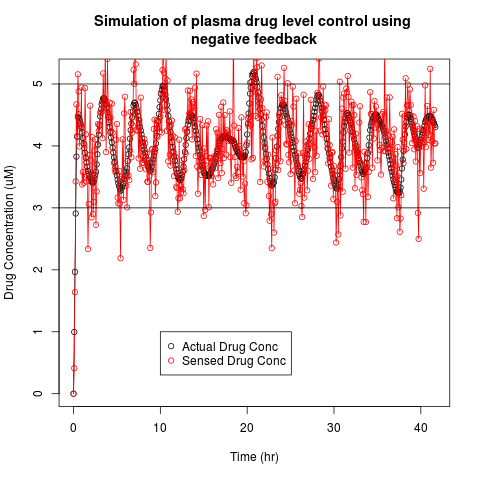 Simulation of plasma drug level control using
negative feedback
Drug Concentration (uM)
5
4
3
2
1
0
Actual Drug Conc
Sensed Drug Conc
0
10
20
30
40
Time (hr)